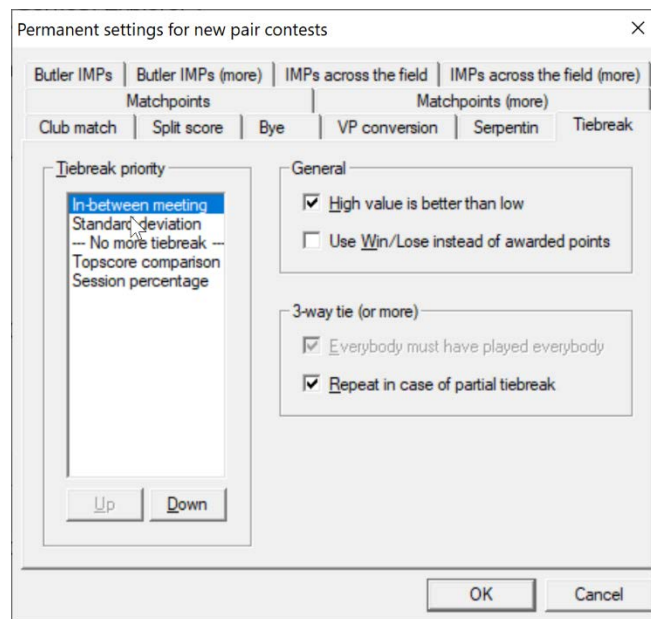 Permanent settings for new pair contests
Butler IMPs
Butler IMPs (more)
IMPs across the field
IMPs across the field (more)
Matchpoints
Matchpoints (more)
Club match
Split score
Bye
VP conversion
Serpentin
Tiebreak
Tiebreak priority
In-between meeting
Standard deviation
--- No more tiebreak ---
Topscore comparison
Session percentage
Up
Down
General
High value is better than low
Use Win/Lose instead of awarded points
3-way tie (or more)
Everybody must have played everybody
Repeat in case of partial tiebreak
OK
Cancel